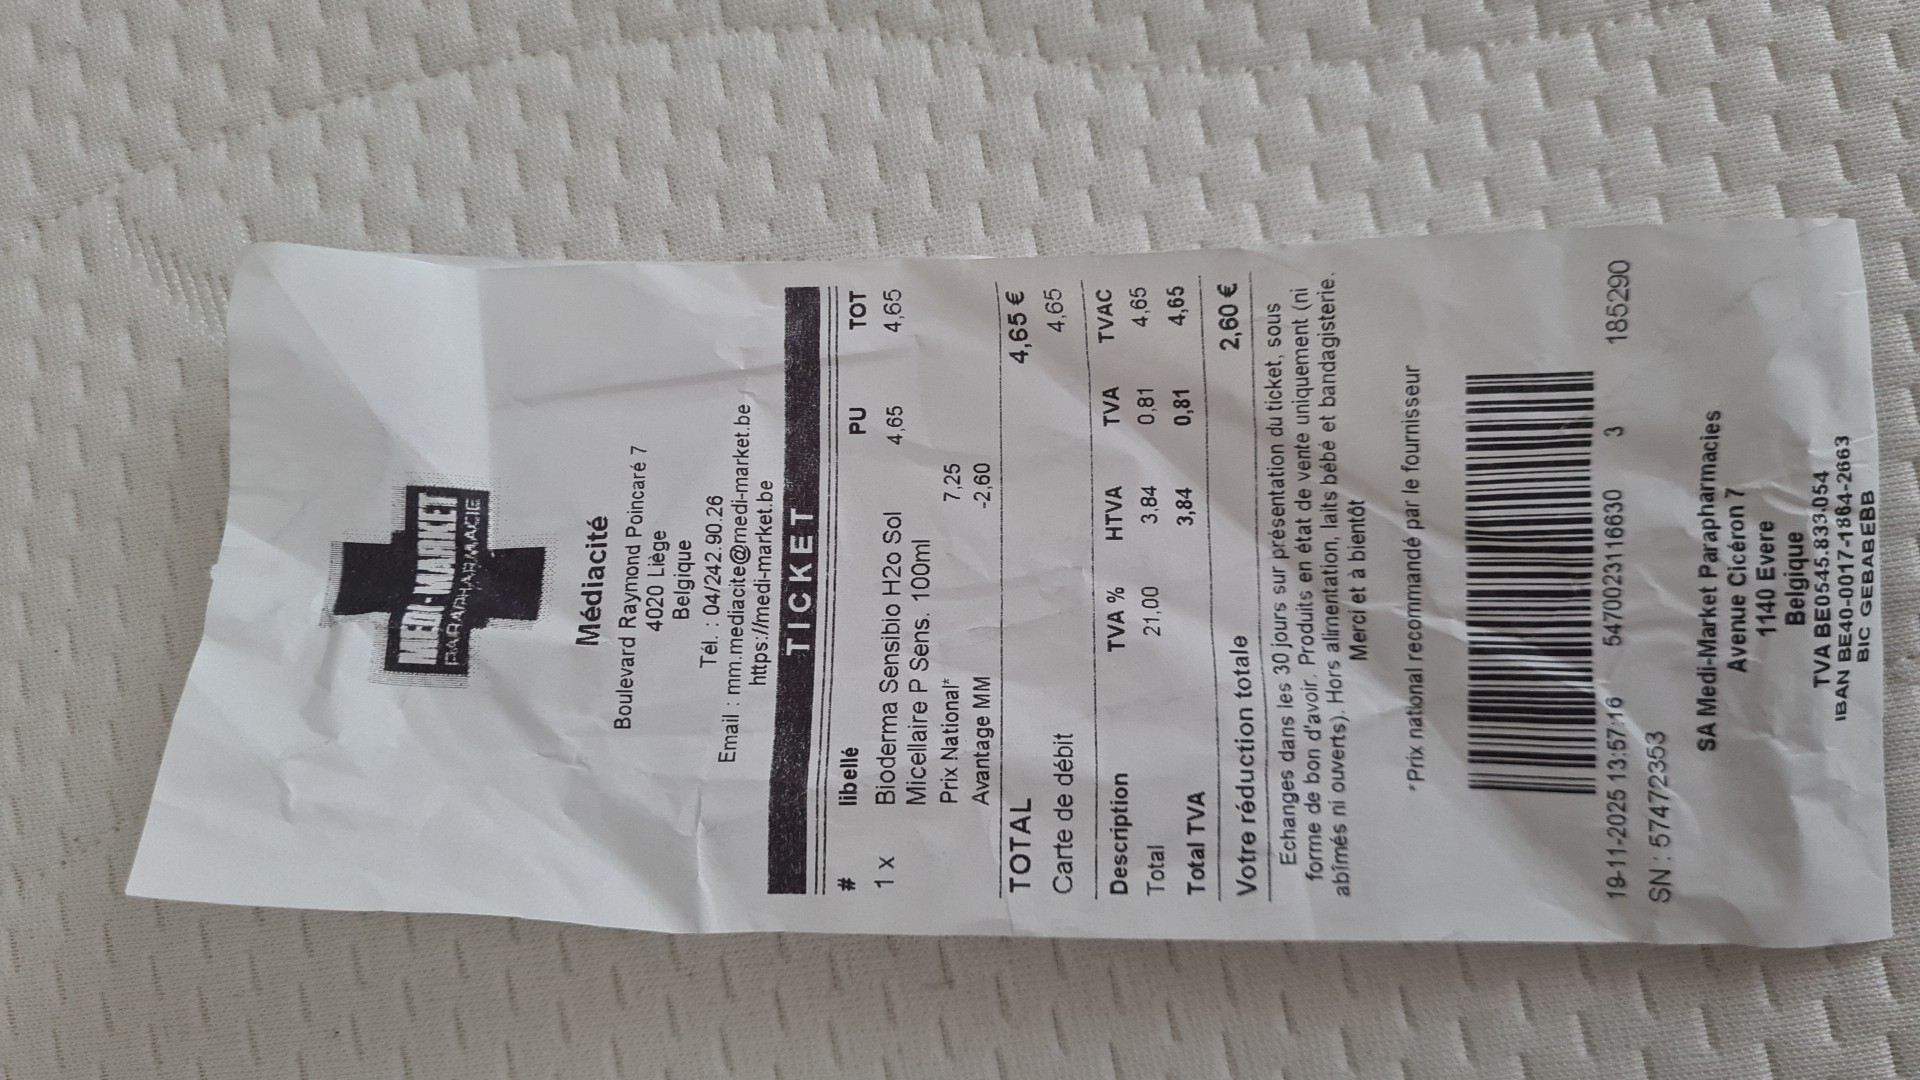 MEDI-MARKET
PARAPHARMACIE
Médiacité
Boulevard Raymond Poincaré 7
4020 Liège
Belgique
Tél. : 04/242.90.26
Email : mm.mediacite@medi-market.be
https://medi-market.be
TICKET
# libellé PU TOT
1 x Bioderma Sensibio H2o Sol 4,65 4,65
Micellaire P Sens. 100ml
Prix National* 7,25
Avantage MM -2,60
TOTAL 4,65 €
Carte de débit 4,65
Description TVA % HTVA TVA TVAC
Total 21,00 3,84 0,81 4,65
Total TVA 3,84 0,81 4,65
Votre réduction totale 2,60 €
Echanges dans les 30 jours sur présentation du ticket, sous
forme de bon d'avoir. Produits en état de vente uniquement (ni
abîmés ni ouverts). Hors alimentation, laits bébé et bandagisterie.
Merci et à bientôt
*Prix national recommandé par le fournisseur
19-11-2025 13:57:16 5470023116630 3 185290
SN : 57472353
SA Medi-Market Parapharmacies
Avenue Cicéron 7
1140 Evere
Belgique
TVA BE0545.833.054
IBAN BE40-0017-1864-2663
BIC GEBABEBB